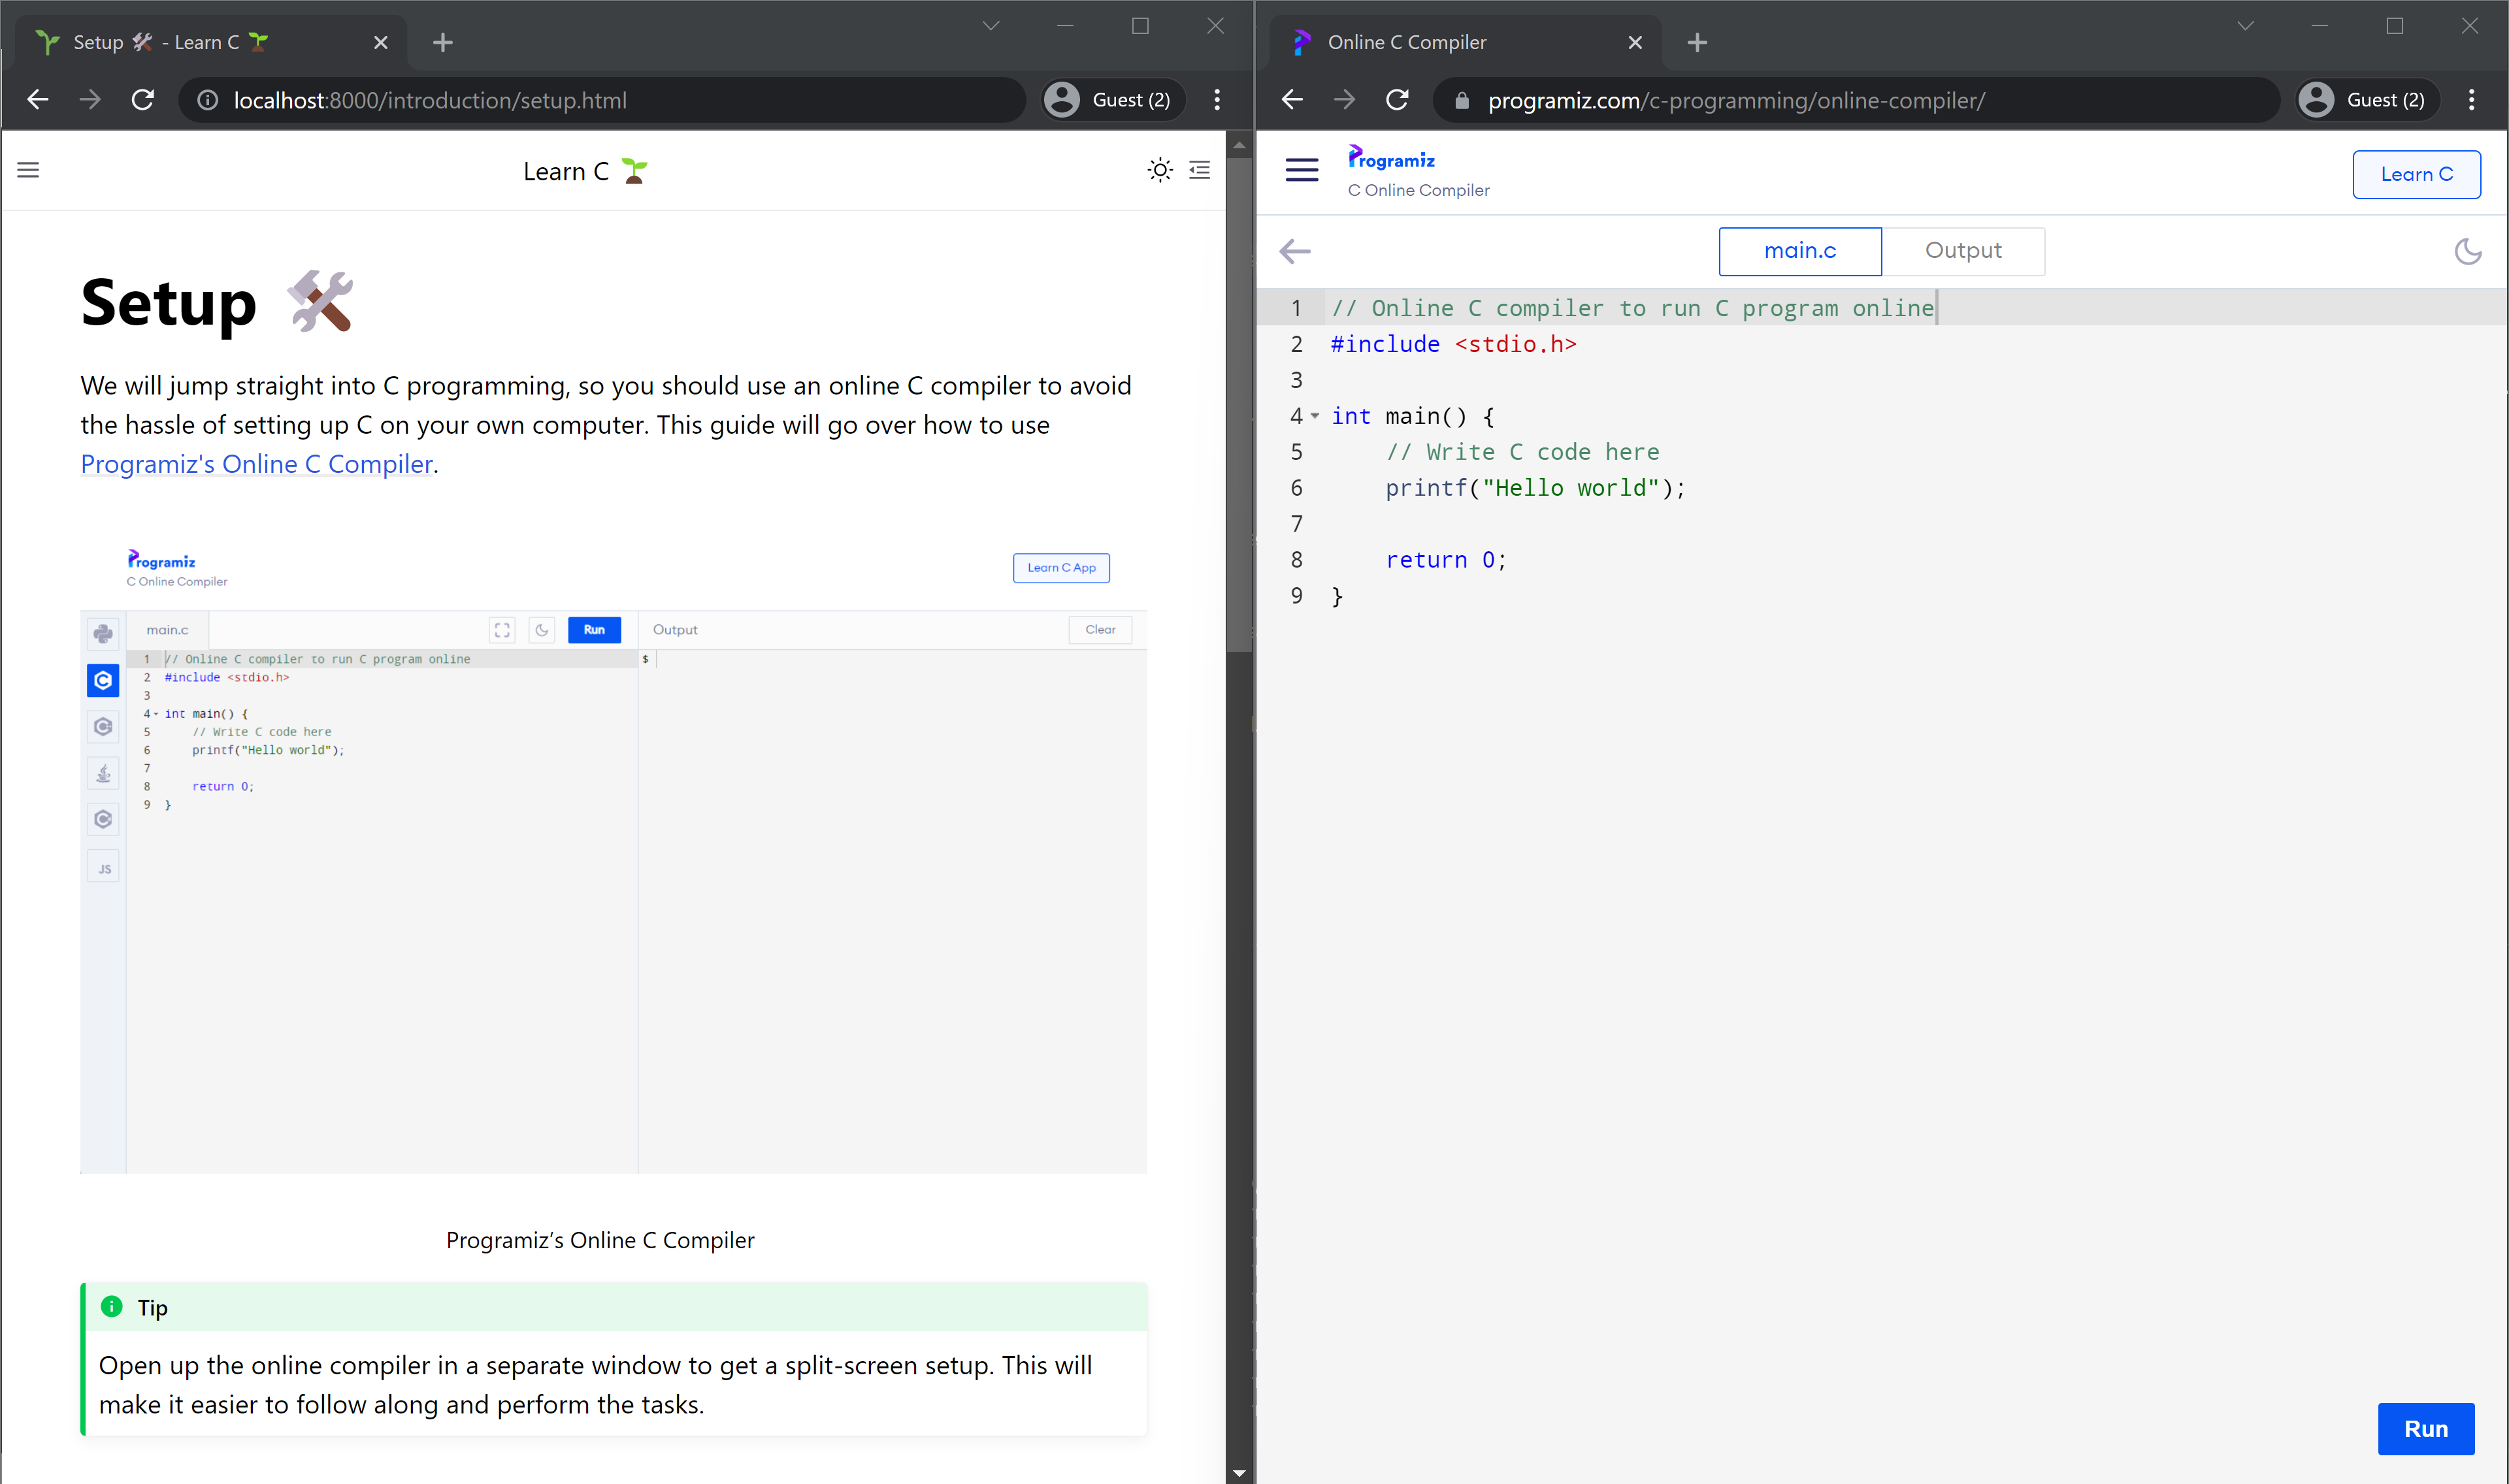 Setup 🛠 - Learn C 🌱
localhost:8000/introduction/setup.html
Guest (2)
Learn C 🌱
Setup 🛠
We will jump straight into C programming, so you should use an online C compiler to avoid
the hassle of setting up C on your own computer. This guide will go over how to use
Programiz's Online C Compiler.
Programiz
C Online Compiler
Learn C App
main.c
Run
Output
Clear
1 // Online C compiler to run C program online
2 #include <stdio.h>
3
4 int main() {
5     // Write C code here
6     printf("Hello world");
7
8     return 0;
9 }
$
JS
Programiz’s Online C Compiler
Tip
Open up the online compiler in a separate window to get a split-screen setup. This will
make it easier to follow along and perform the tasks.
Online C Compiler
programiz.com/c-programming/online-compiler/
Guest (2)
Programiz
C Online Compiler
Learn C
main.c
Output
1 // Online C compiler to run C program online
2 #include <stdio.h>
3
4 int main() {
5     // Write C code here
6     printf("Hello world");
7
8     return 0;
9 }
Run